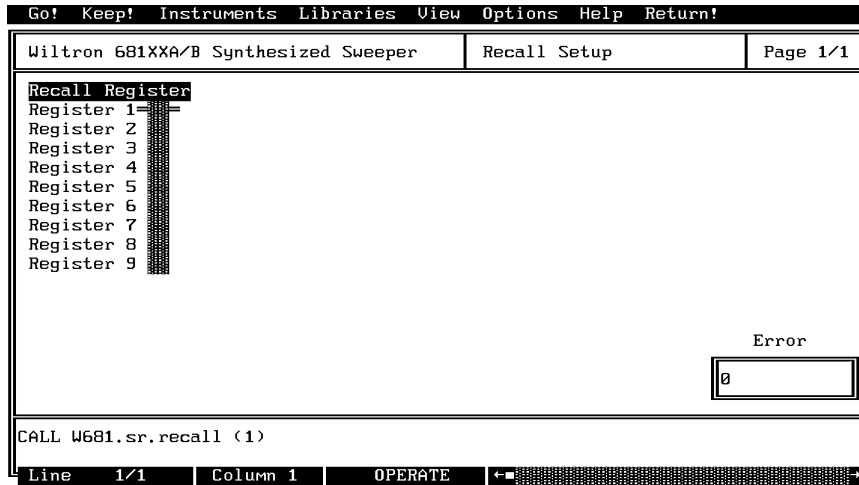 Go! Keep! Instruments Libraries View Options Help Return!
Wiltron 681XXA/B Synthesized Sweeper Recall Setup Page 1/1
Recall Register
Register 1
Register 2
Register 3
Register 4
Register 5
Register 6
Register 7
Register 8
Register 9
Error
0
CALL W681.sr.recall (1)
Line 1/1 Column 1 OPERATE